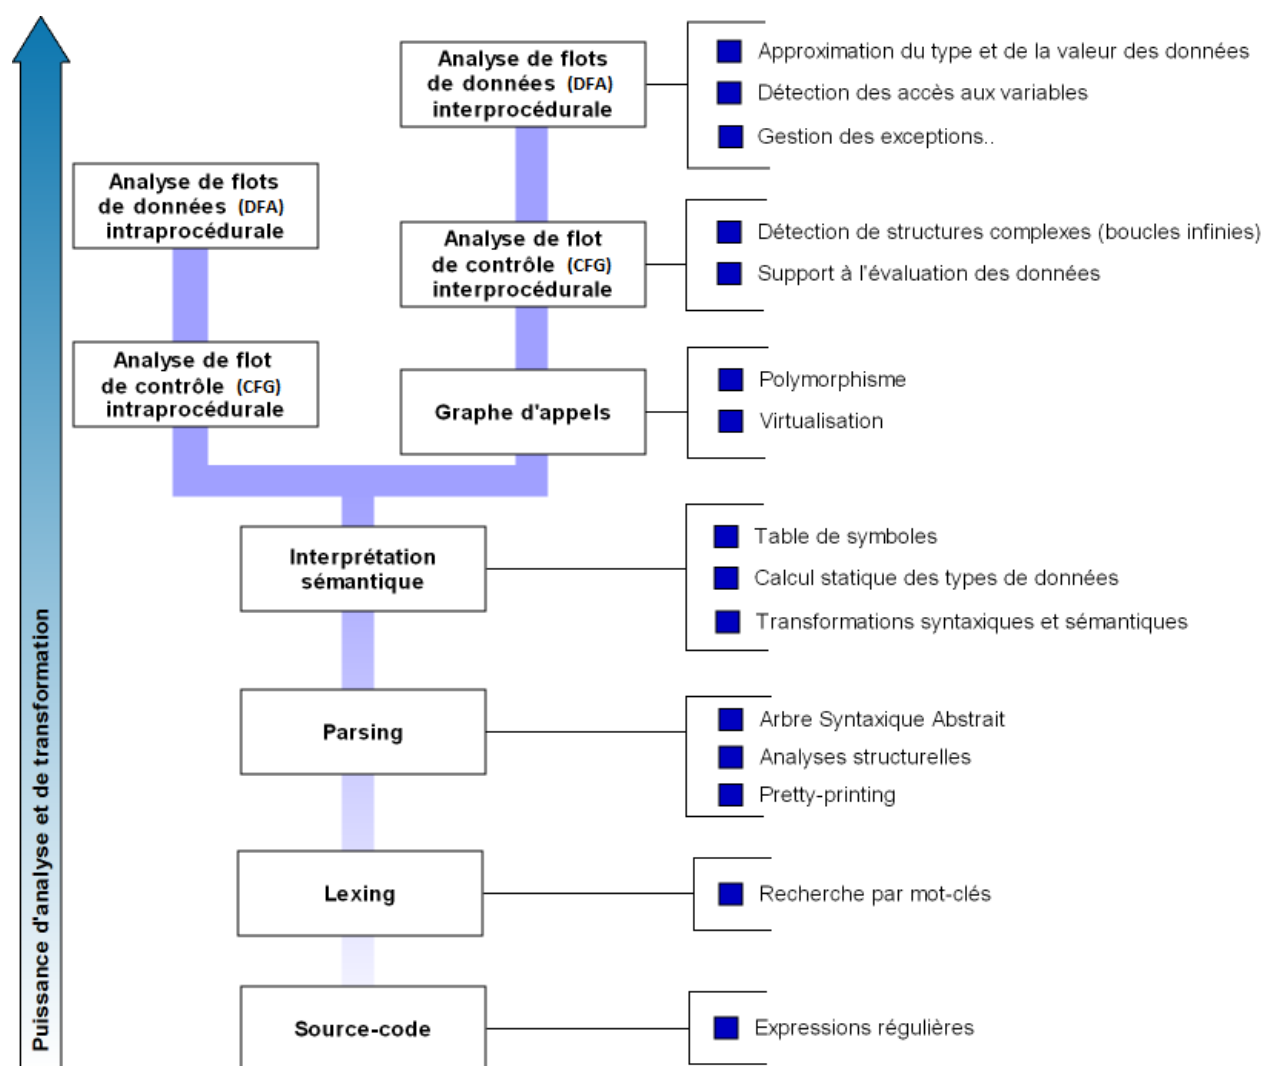 Analyse de flots
de données (DFA)
interprocédurale
Approximation du type et de la valeur des données
Détection des accès aux variables
Gestion des exceptions..
Analyse de flots
de données (DFA)
intraprocédurale
Analyse de flot
de contrôle (CFG)
interprocédurale
Détection de structures complexes (boucles infinies)
Support à l'évaluation des données
Analyse de flot
de contrôle (CFG)
intraprocédurale
Graphe d'appels
Polymorphisme
Virtualisation
Interprétation
sémantique
Table de symboles
Calcul statique des types de données
Transformations syntaxiques et sémantiques
Parsing
Arbre Syntaxique Abstrait
Analyses structurelles
Pretty-printing
Lexing
Recherche par mot-clés
Source-code
Expressions régulières
Puissance d'analyse et de transformation